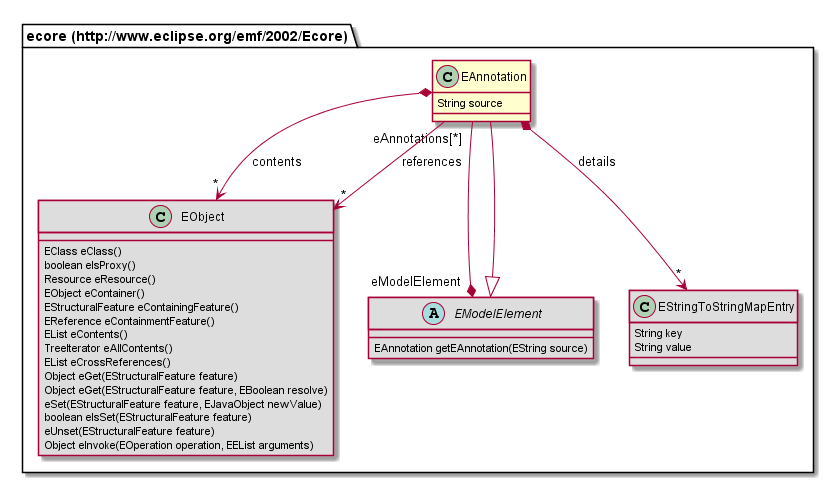 ecore (http://www.eclipse.org/emf/2002/Ecore)
C EAnnotation
String source
eAnnotations[*]
contents
references
details
*
*
*
C EObject
EClass eClass()
boolean eIsProxy()
Resource eResource()
EObject eContainer()
EStructuralFeature eContainingFeature()
EReference eContainmentFeature()
EList eContents()
TreeIterator eAllContents()
EList eCrossReferences()
Object eGet(EStructuralFeature feature)
Object eGet(EStructuralFeature feature, EBoolean resolve)
eSet(EStructuralFeature feature, EJavaObject newValue)
boolean eIsSet(EStructuralFeature feature)
eUnset(EStructuralFeature feature)
Object eInvoke(EOperation operation, EEList arguments)
eModelElement
A EModelElement
EAnnotation getEAnnotation(EString source)
C EStringToStringMapEntry
String key
String value